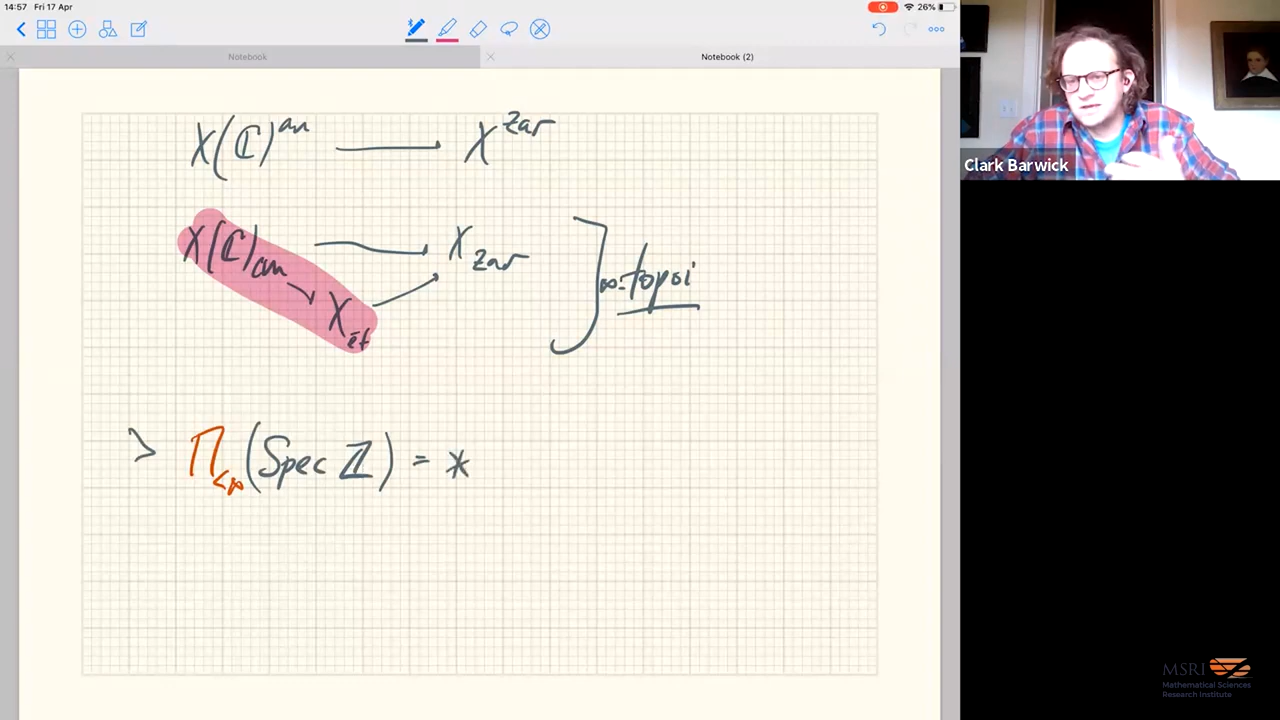 14:57 Fri 17 Apr
26%
Notebook
Notebook (2)
X(ℂ)^an → X^Zar
X(ℂ)_an → X_Zar
X_ét
∞-topoi
> Π_<∞ (Spec ℤ) = *
Clark Barwick
MSRI
Mathematical Sciences
Research Institute